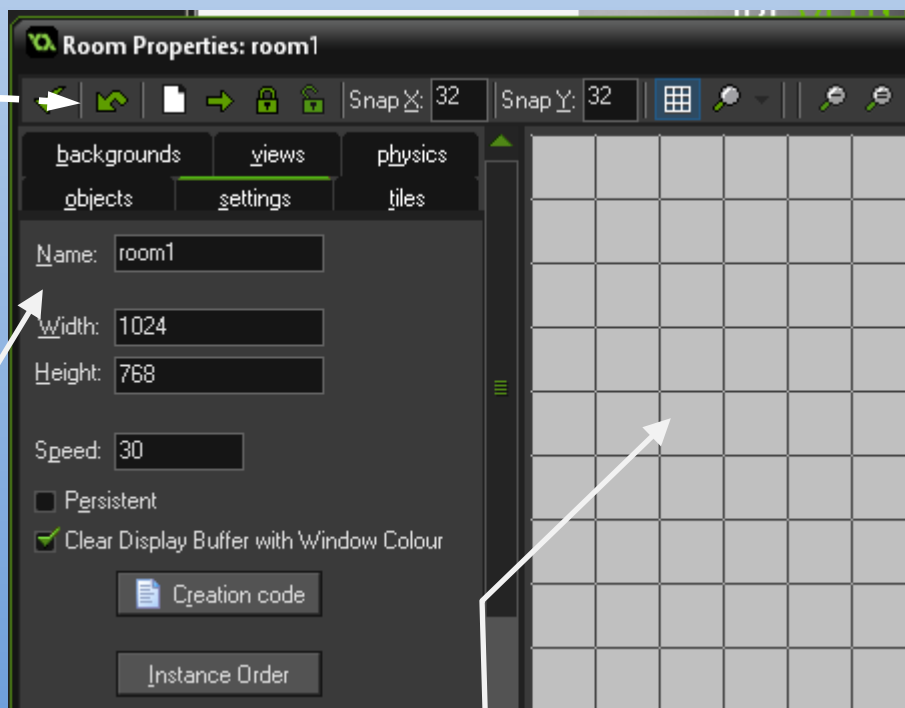 Room Properties: room1
Snap X: 32 Snap Y: 32
backgrounds views physics
objects settings tiles
Name: room1
Width: 1024
Height: 768
Speed: 30
Persistent
Clear Display Buffer with Window Colour
Creation code
Instance Order